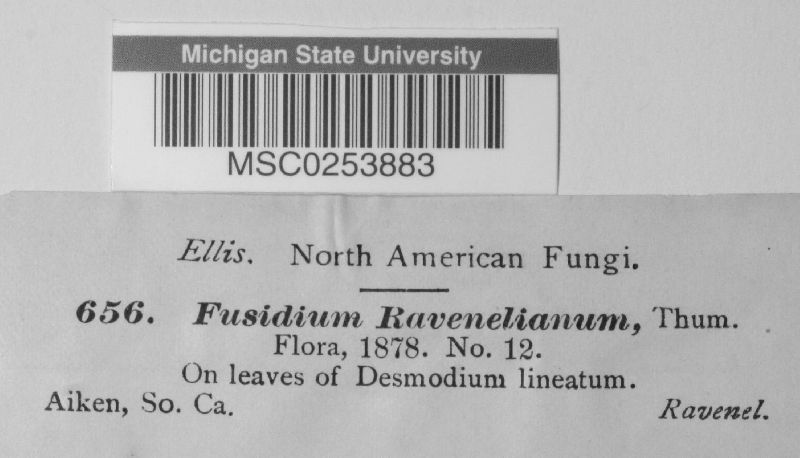 Michigan State University
MSC0253883
Ellis. North American Fungi.
656. Fusidium Ravenelianum, Thum.
Flora, 1878. No. 12.
On leaves of Desmodium lineatum.
Aiken, So. Ca. Ravenel.